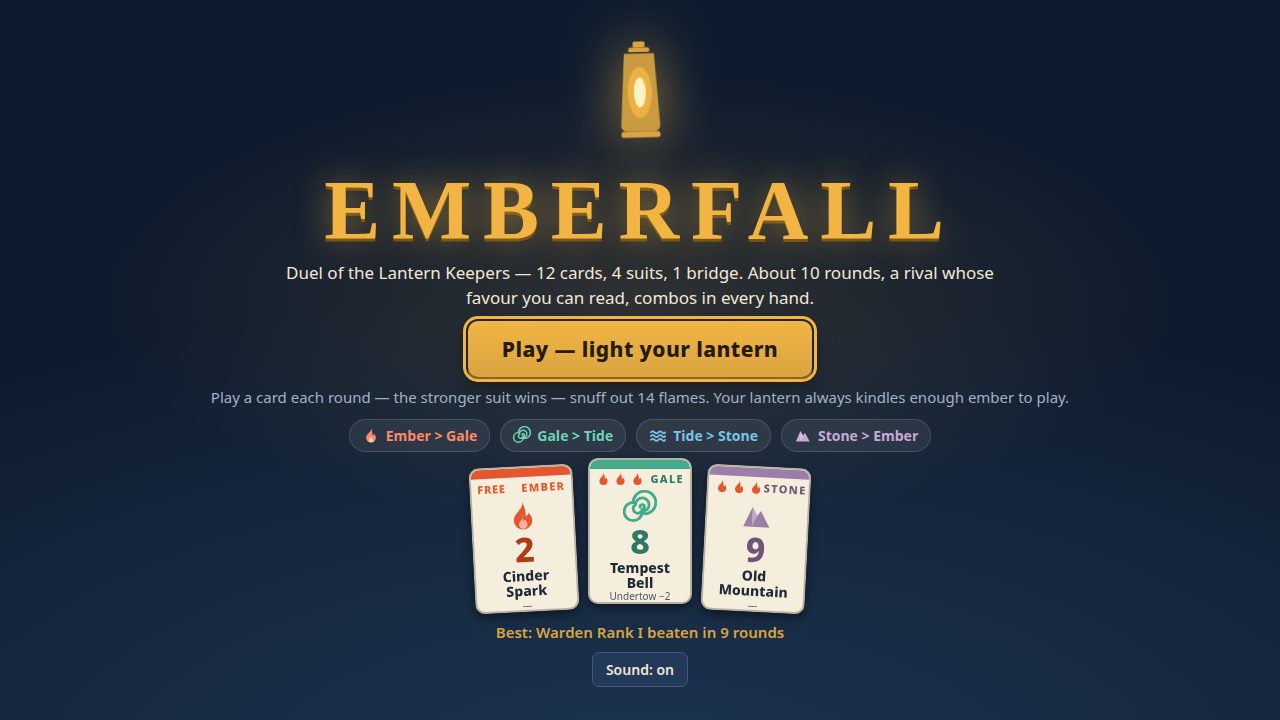 EMBERFALL
Duel of the Lantern Keepers — 12 cards, 4 suits, 1 bridge. About 10 rounds, a rival whose
favour you can read, combos in every hand.
Play — light your lantern
Play a card each round — the stronger suit wins — snuff out 14 flames. Your lantern always kindles enough ember to play.
Ember > Gale
Gale > Tide
Tide > Stone
Stone > Ember
FREE EMBER
2
Cinder
Spark
—
GALE
8
Tempest
Bell
Undertow −2
STONE
9
Old
Mountain
—
Best: Warden Rank I beaten in 9 rounds
Sound: on